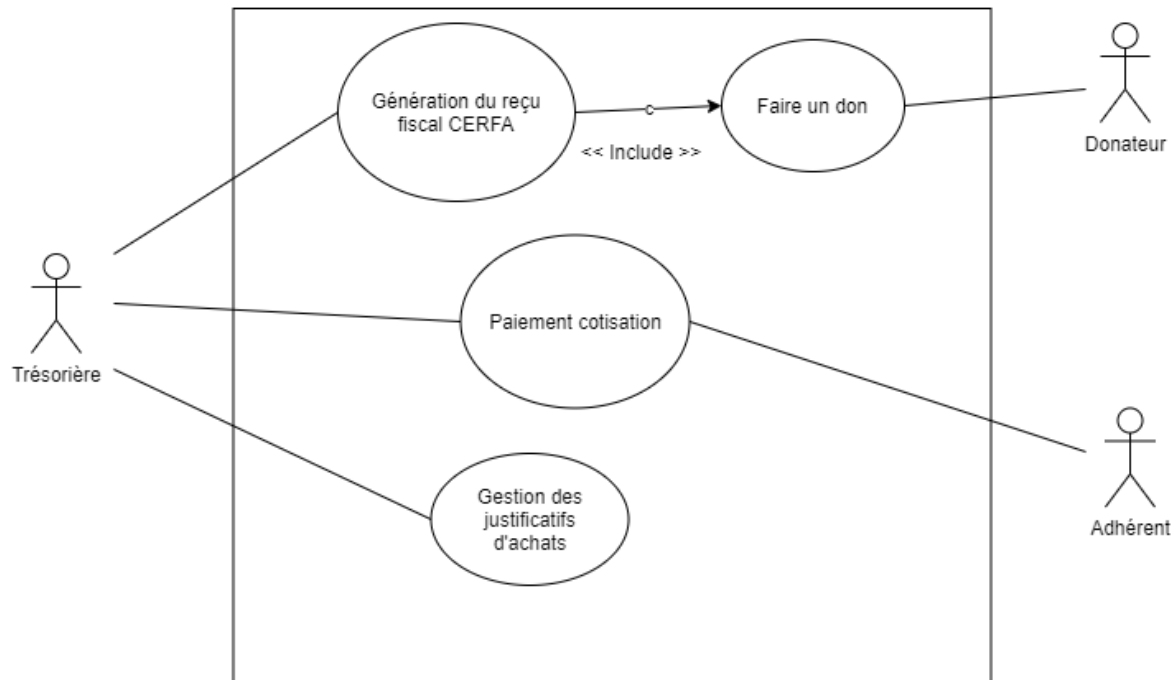 Génération du reçu
fiscal CERFA
c
<< Include >>
Faire un don
Donateur
Paiement cotisation
Trésorière
Gestion des
justificatifs
d'achats
Adhérent